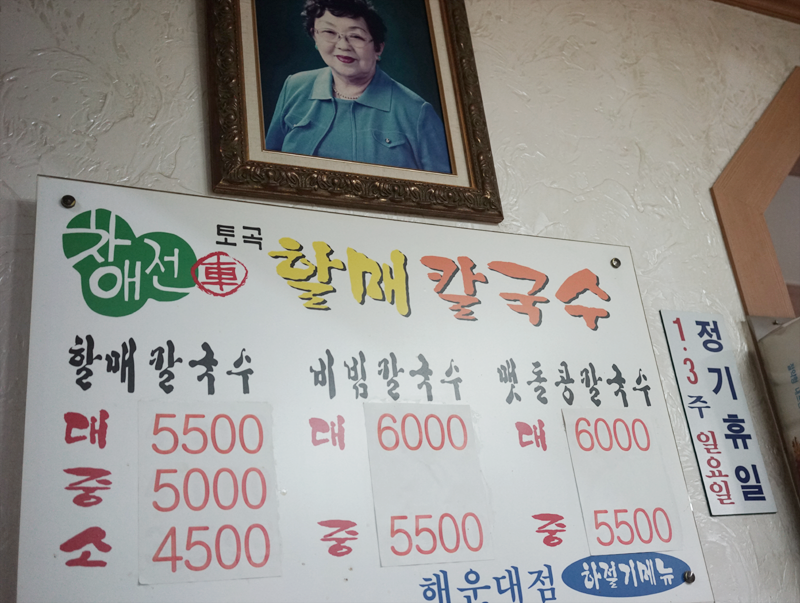 차애전 車 토곡 할매 칼국수
할매칼국수 비빔칼국수 맷돌콩칼국수
대 5500 대 6000 대 6000
중 5000
소 4500 중 5500 중 5500
해운대점 하절기메뉴
정기휴일
1.3주 일요일